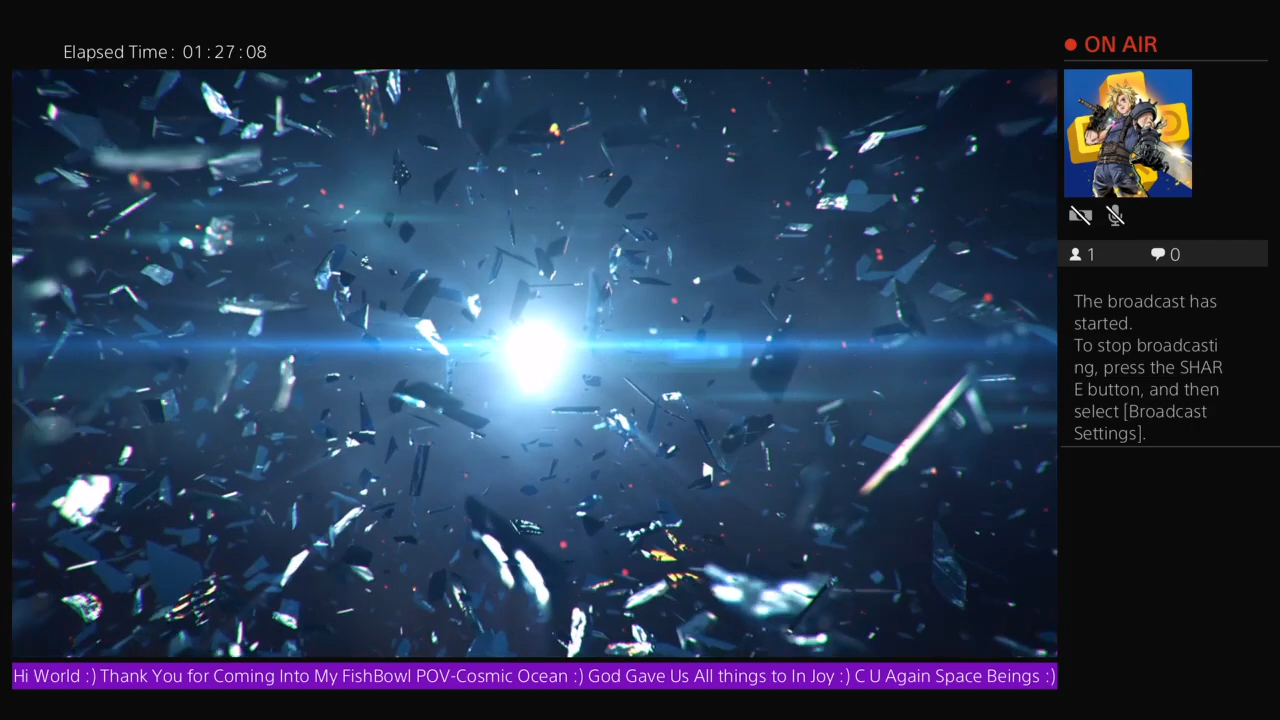 Elapsed Time: 01:27:08
ON AIR
1 0
The broadcast has
started.
To stop broadcasti
ng, press the SHAR
E button, and then
select [Broadcast
Settings].
Hi World :) Thank You for Coming Into My FishBowl POV-Cosmic Ocean :) God Gave Us All things to In Joy :) C U Again Space Beings :)